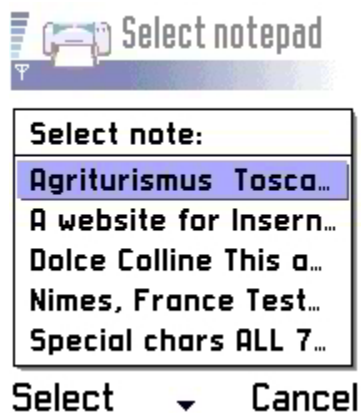 Select notepad
Select note:
Agriturismus Tosca...
A website for Insern...
Dolce Colline This a...
Nimes, France Test...
Special chars ALL 7...
Select Cancel